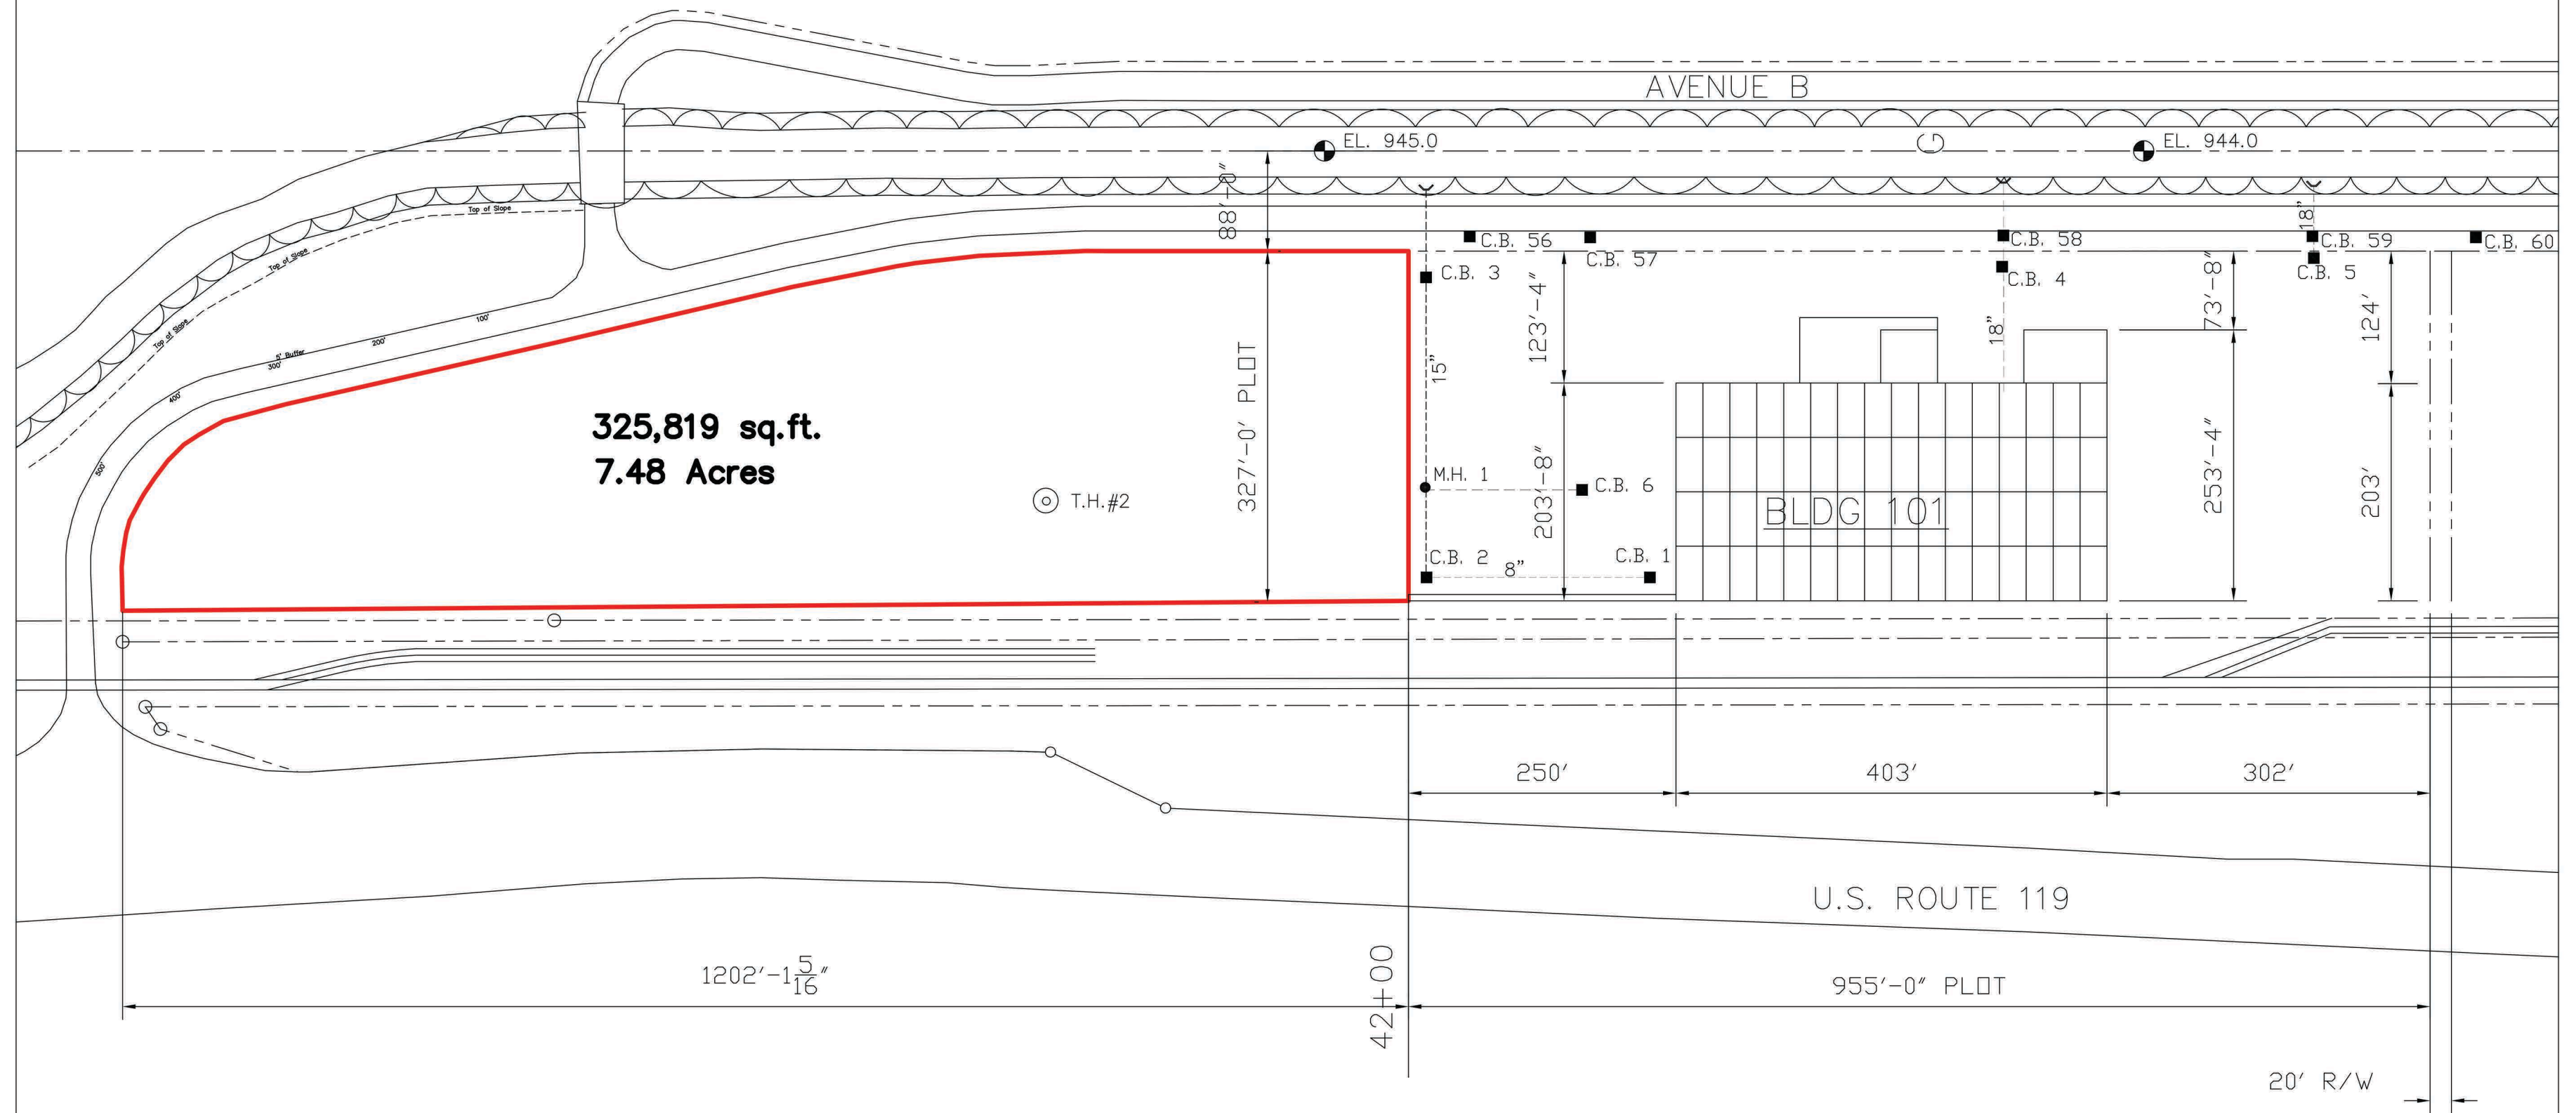 AVENUE B
EL. 945.0
EL. 944.0
88'-0"
Top of Slope
Top of Slope
Top of Slope
18"
C.B. 56
C.B. 57
C.B. 58
C.B. 59
C.B. 60
C.B. 3
C.B. 4
C.B. 5
100'
200'
5' Buffer
300'
400'
500'
325,819 sq.ft.
7.48 Acres
T.H.#2
327'-0' PLOT
15"
123'-4"
18"
73'-8"
124'
M.H. 1
C.B. 6
203'-8"
BLDG 101
253'-4"
203'
C.B. 2
8"
C.B. 1
250'
403'
302'
U.S. ROUTE 119
1202'-1 5/16"
42+00
955'-0" PLOT
20' R/W